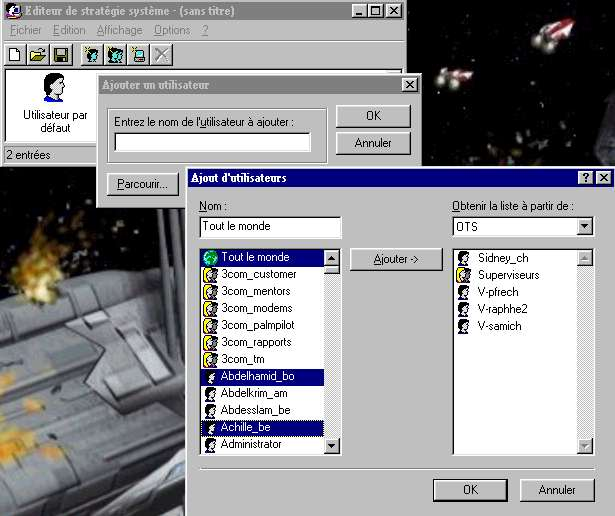 Editeur de stratégie système - (sans titre)
Fichier Edition Affichage Options ?
Utilisateur par
défaut
2 entrées
Ajouter un utilisateur
Entrez le nom de l'utilisateur à ajouter :
OK
Annuler
Parcourir...
Ajout d'utilisateurs
Nom :
Obtenir la liste à partir de :
Tout le monde
OTS
Tout le monde
3com_customer
3com_mentors
3com_modems
3com_palmpilot
3com_rapports
3com_tm
Abdelhamid_bo
Abdelkrim_am
Abdesslam_be
Achille_be
Administrator
Ajouter ->
Sidney_ch
Superviseurs
V-pfrech
V-raphhe2
V-samich
OK
Annuler